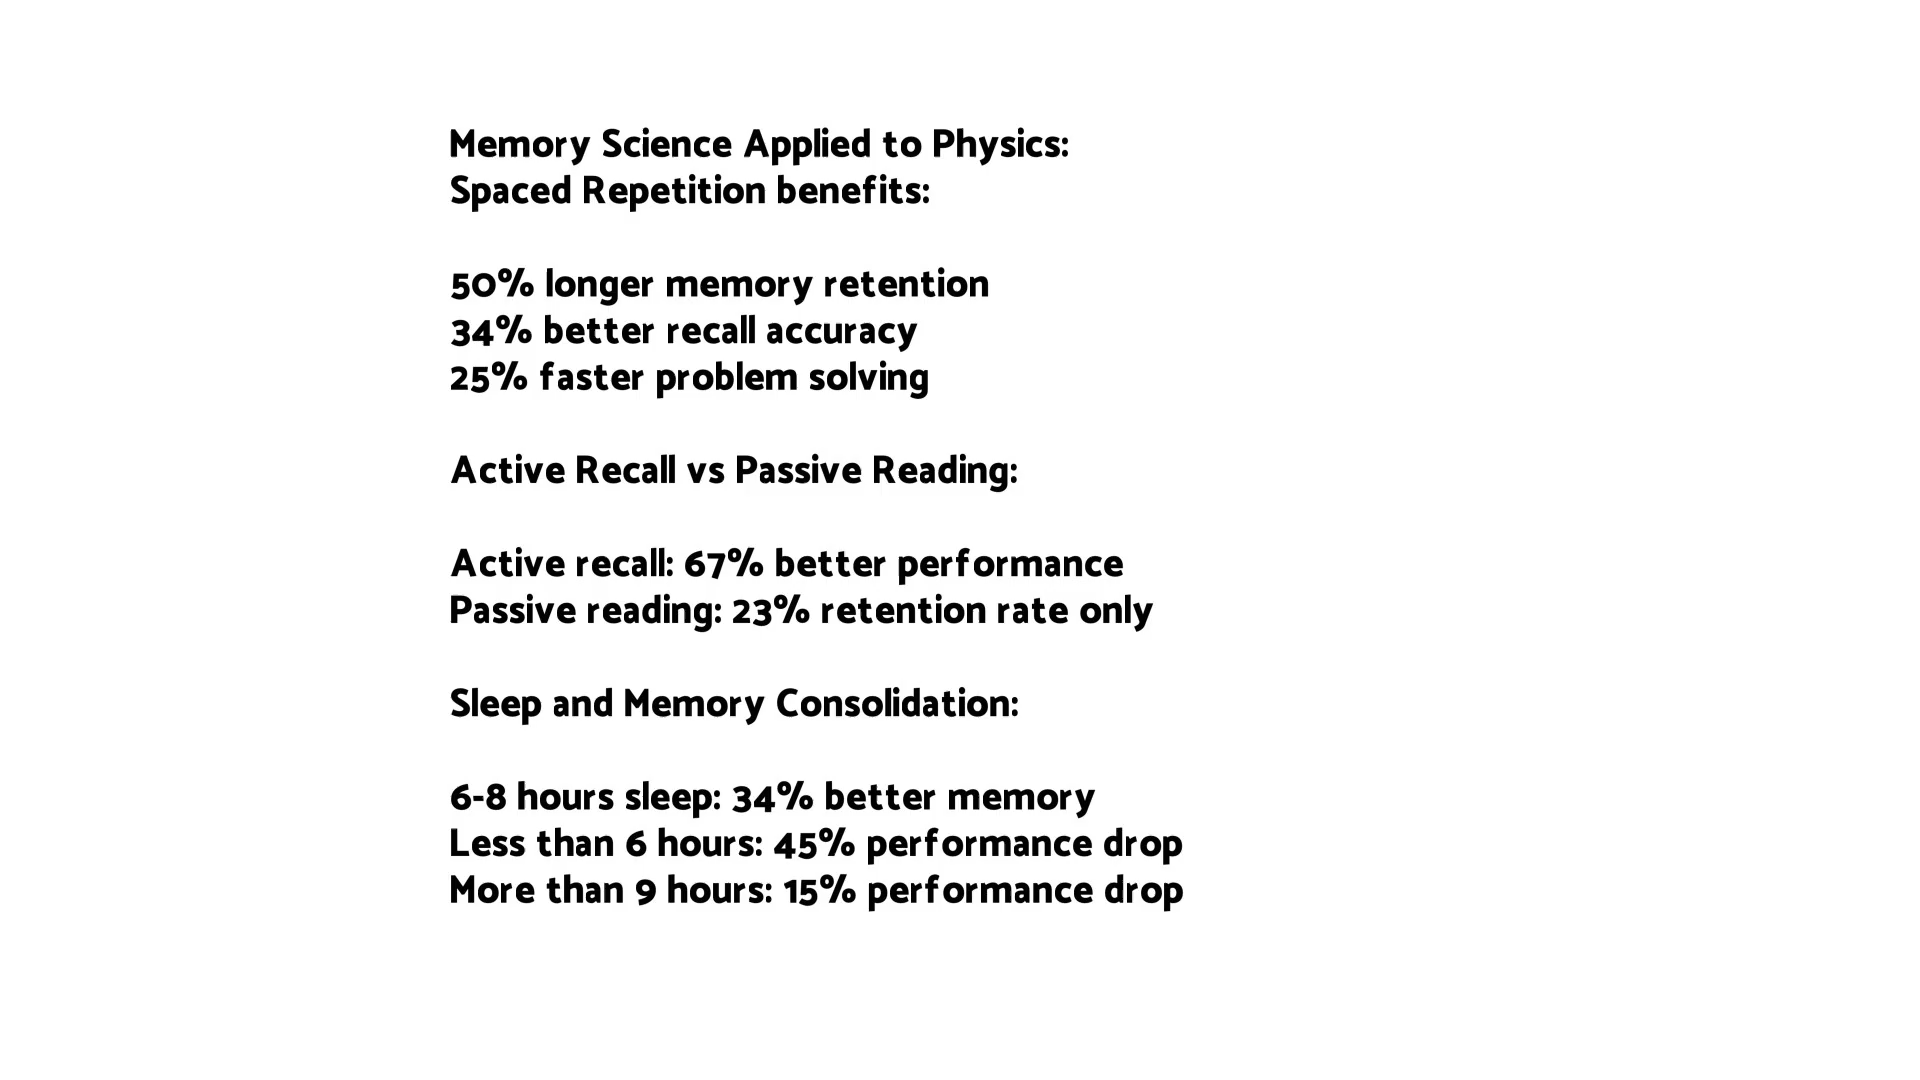 Memory Science Applied to Physics:
Spaced Repetition benefits:
50% longer memory retention
34% better recall accuracy
25% faster problem solving
Active Recall vs Passive Reading:
Active recall: 67% better performance
Passive reading: 23% retention rate only
Sleep and Memory Consolidation:
6-8 hours sleep: 34% better memory
Less than 6 hours: 45% performance drop
More than 9 hours: 15% performance drop